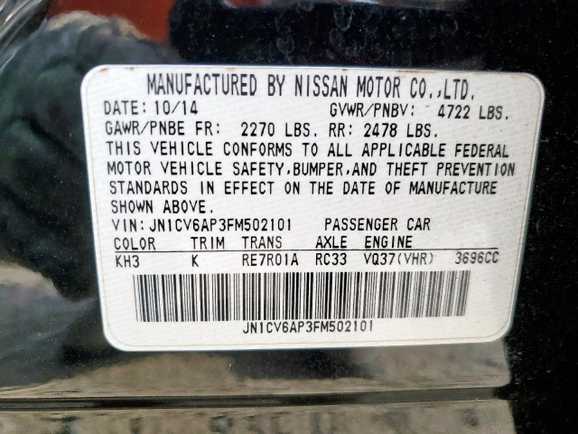 MANUFACTURED BY NISSAN MOTOR CO.,LTD.
DATE: 10/14 GVWR/PNBV: 4722 LBS.
GAWR/PNBE FR: 2270 LBS. RR: 2478 LBS.
THIS VEHICLE CONFORMS TO ALL APPLICABLE FEDERAL
MOTOR VEHICLE SAFETY,BUMPER,AND THEFT PREVENTION
STANDARDS IN EFFECT ON THE DATE OF MANUFACTURE
SHOWN ABOVE.
VIN: JN1CV6AP3FM502101 PASSENGER CAR
COLOR TRIM TRANS AXLE ENGINE
KH3 K RE7R01A RC33 VQ37(VHR) 3696CC
JN1CV6AP3FM502101